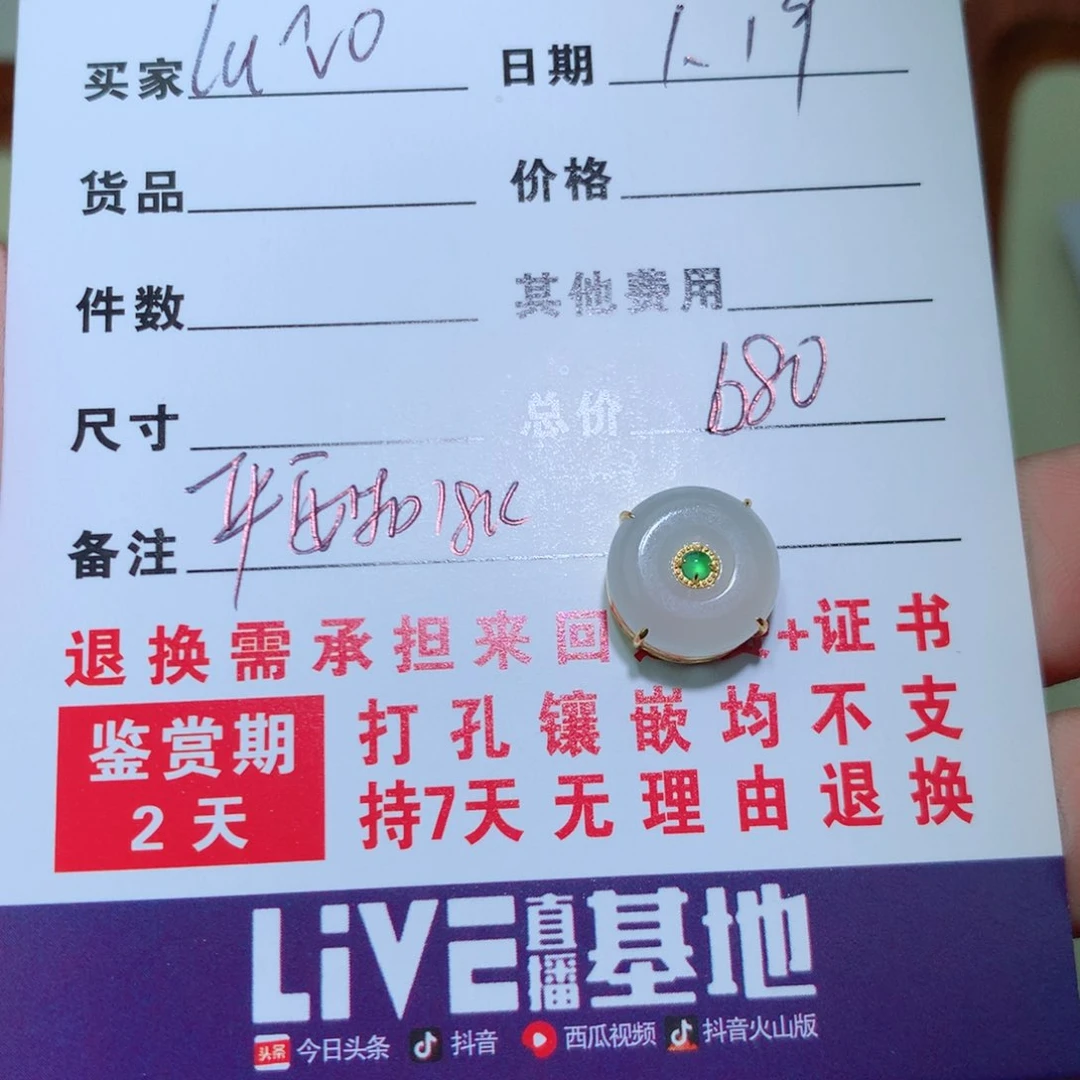 买家 lu 20 日期 1.19
货品 价格
件数 其他费用
尺寸 总价 680
备注 18K
退换需承担来回 +证书
鉴赏期
2天
打孔镶嵌均不支
持7天无理由退换
LiVE直播基地
头条 今日头条 抖音 西瓜视频 抖音火山版